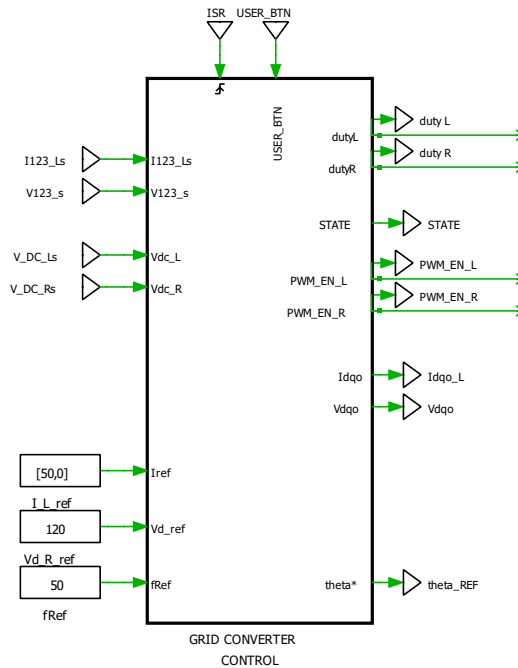 ISR
USER_BTN
USER_BTN
dutyL
duty L
dutyR
duty R
I123_Ls
I123_Ls
V123_s
V123_s
STATE
STATE
V_DC_Ls
Vdc_L
PWM_EN_L
PWM_EN_L
V_DC_Rs
Vdc_R
PWM_EN_R
PWM_EN_R
Idqo
Idqo_L
Vdqo
Vdqo
[50,0]
Iref
I_L_ref
120
Vd_ref
Vd_R_ref
50
fRef
theta*
theta_REF
fRef
GRID CONVERTER
CONTROL